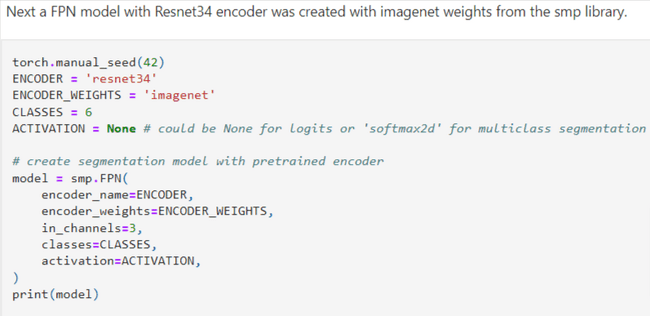 Next a FPN model with Resnet34 encoder was created with imagenet weights from the smp library.
torch.manual_seed(42)
ENCODER = 'resnet34'
ENCODER_WEIGHTS = 'imagenet'
CLASSES = 6
ACTIVATION = None # could be None for logits or 'softmax2d' for multiclass segmentation
# create segmentation model with pretrained encoder
model = smp.FPN(
    encoder_name=ENCODER,
    encoder_weights=ENCODER_WEIGHTS,
    in_channels=3,
    classes=CLASSES,
    activation=ACTIVATION,
)
print(model)